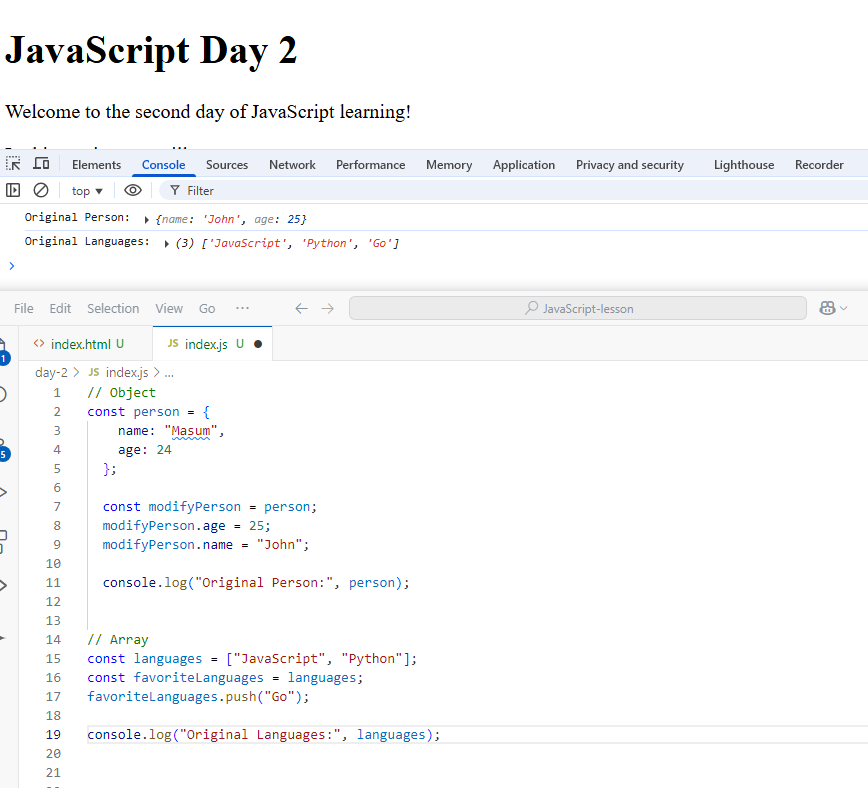 JavaScript Day 2
Welcome to the second day of JavaScript learning!
Elements Console Sources Network Performance Memory Application Privacy and security Lighthouse Recorder
top Filter
Original Person: {name: 'John', age: 25}
Original Languages: (3) ['JavaScript', 'Python', 'Go']
File Edit Selection View Go ··· JavaScript-lesson
index.html U JS index.js U
1
day-2 > JS index.js > ...
1 // Object
2 const person = {
3 name: "Masum",
4 age: 24
5 };
6
7 const modifyPerson = person;
8 modifyPerson.age = 25;
9 modifyPerson.name = "John";
10
11 console.log("Original Person:", person);
12
13
14 // Array
15 const languages = ["JavaScript", "Python"];
16 const favoriteLanguages = languages;
17 favoriteLanguages.push("Go");
18
19 console.log("Original Languages:", languages);
20
21
5